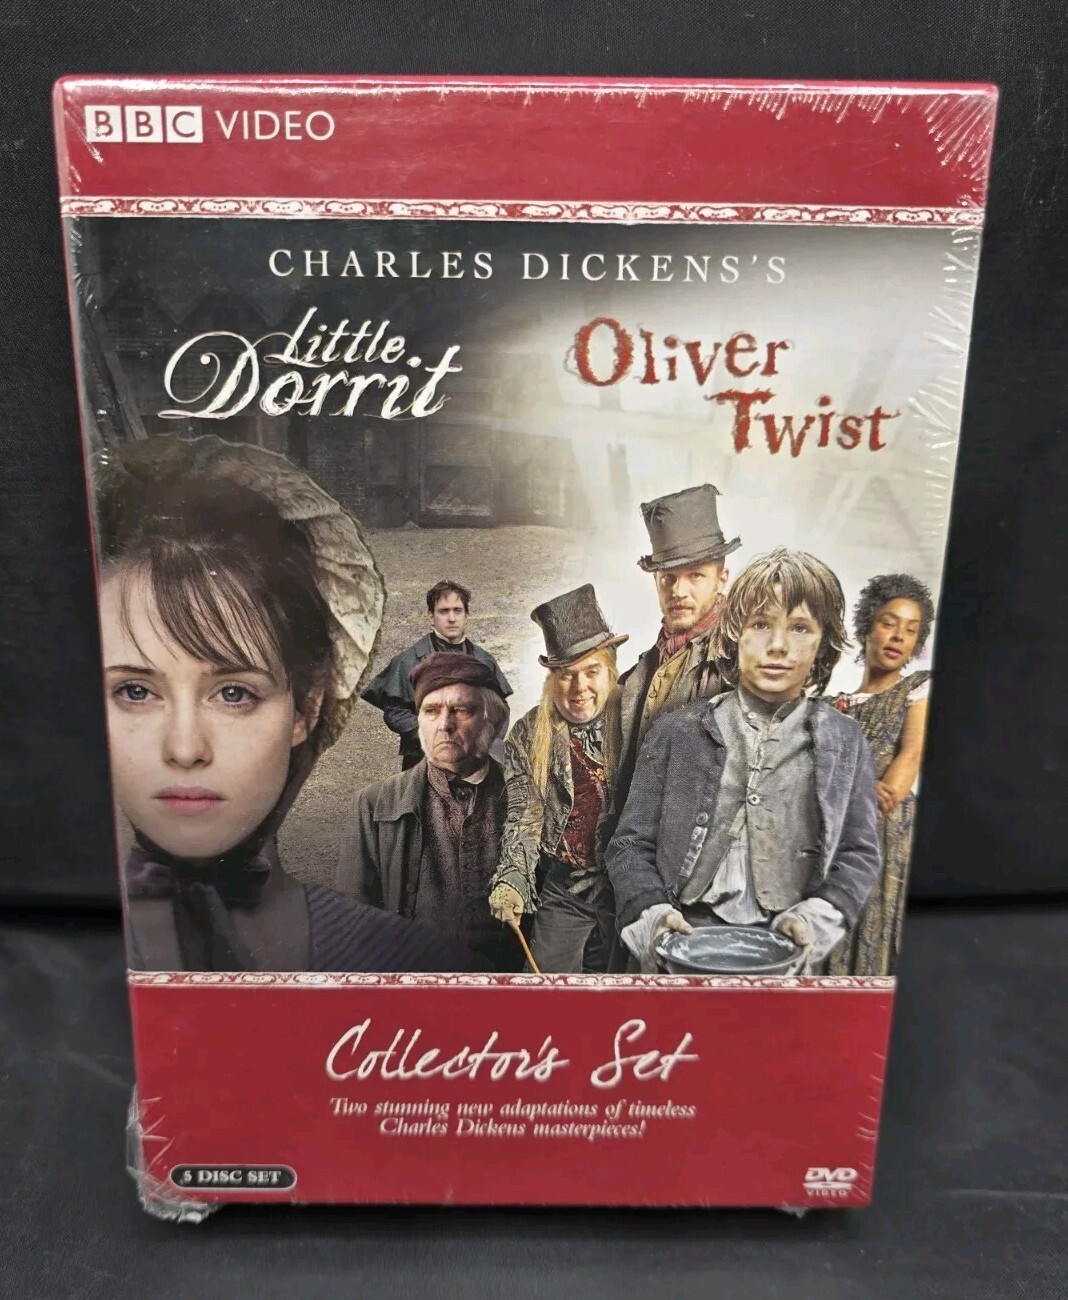 BBC VIDEO
CHARLES DICKENS'S
Little
Dorrit
Oliver
Twist
Collector's Set
Two stunning new adaptations of timeless
Charles Dickens masterpieces!
5 DISC SET
DVD
VIDEO